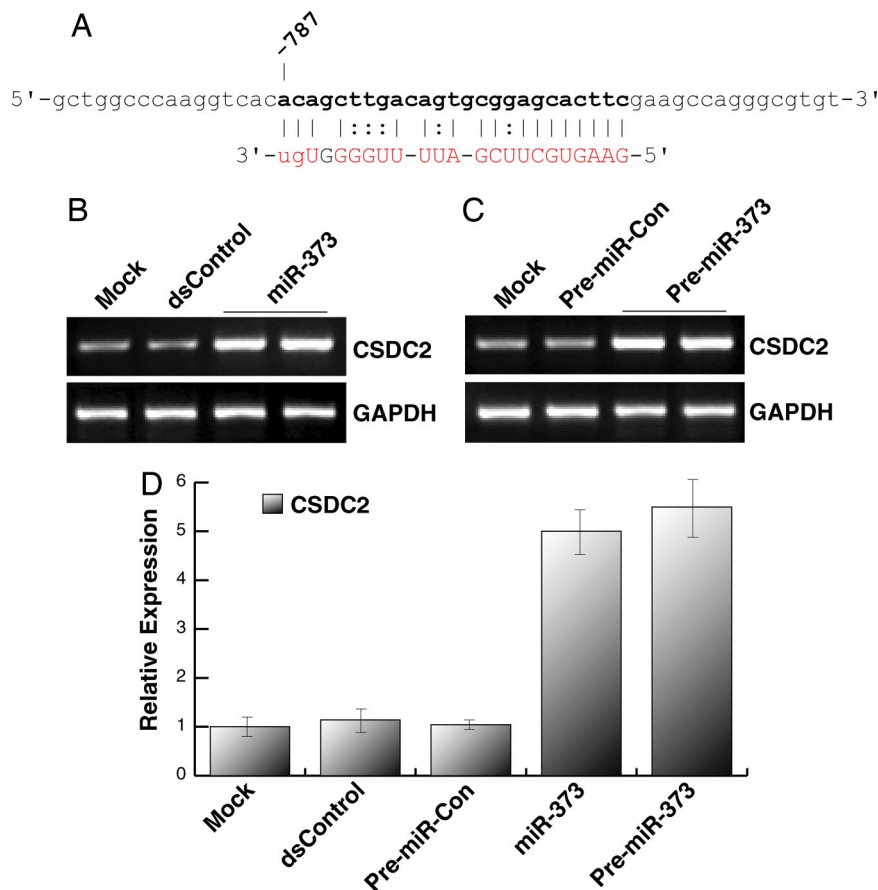 A
-787
5'-gctggcccaaggtcacacagcttgacagtgcggagcacttcgaagccagggcgtgt-3'
||| |:::| |:| ||:|||||||||
3'-ugUGGGGUU-UUA-GCUUCGUGAAG-5'
B
Mock
dsControl
miR-373
CSDC2
GAPDH
C
Mock
Pre-miR-Con
Pre-miR-373
CSDC2
GAPDH
D
CSDC2
Relative Expression
6
5
4
3
2
1
0
Mock
dsControl
Pre-miR-Con
miR-373
Pre-miR-373